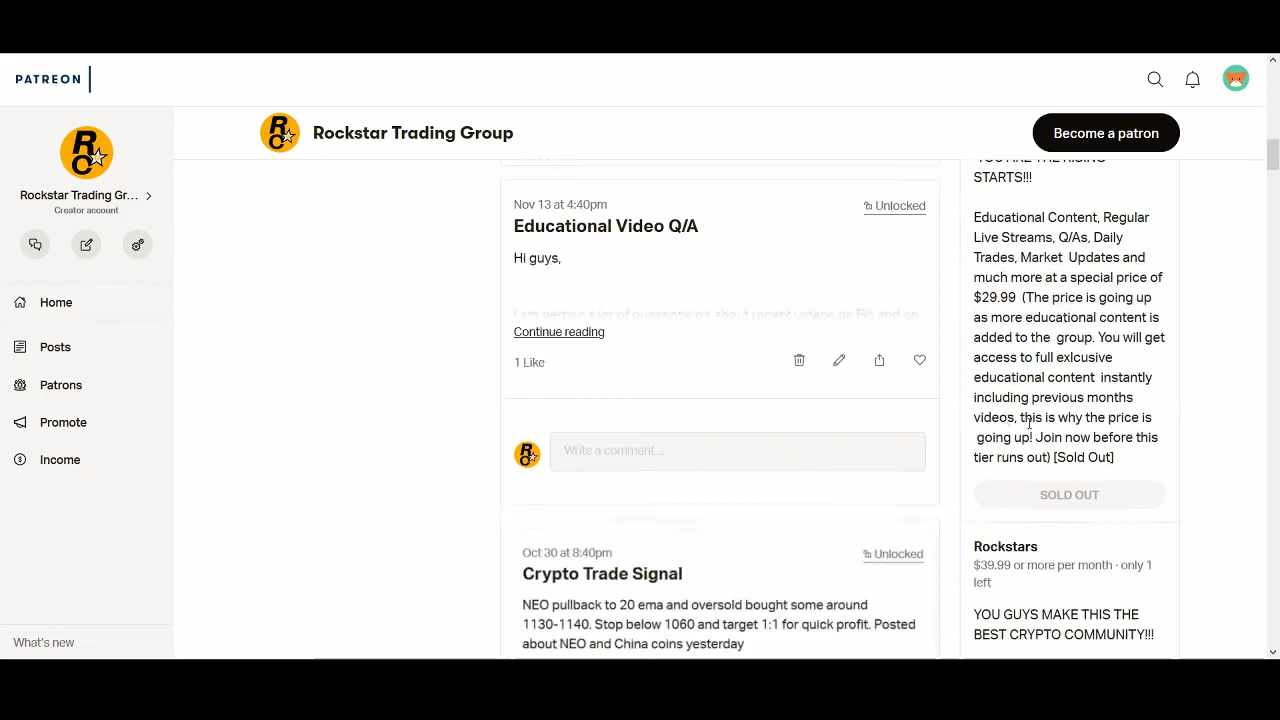 PATREON
Rockstar Trading Group
Become a patron
Rockstar Trading Gr...
Creator account
Home
Posts
Patrons
Promote
Income
What's new
Nov 13 at 4:40pm
Unlocked
Educational Video Q/A
Hi guys,
Continue reading
1 Like
Write a comment ...
Oct 30 at 8:40pm
Unlocked
Crypto Trade Signal
NEO pullback to 20 ema and oversold bought some around
1130-1140. Stop below 1060 and target 1:1 for quick profit. Posted
about NEO and China coins yesterday
YOU ARE THE RISING
STARTS!!!
Educational Content, Regular
Live Streams, Q/As, Daily
Trades, Market Updates and
much more at a special price of
$29.99 (The price is going up
as more educational content is
added to the group. You will get
access to full exlcusive
educational content instantly
including previous months
videos, this is why the price is
going up! Join now before this
tier runs out) [Sold Out]
SOLD OUT
Rockstars
$39.99 or more per month · only 1
left
YOU GUYS MAKE THIS THE
BEST CRYPTO COMMUNITY!!!